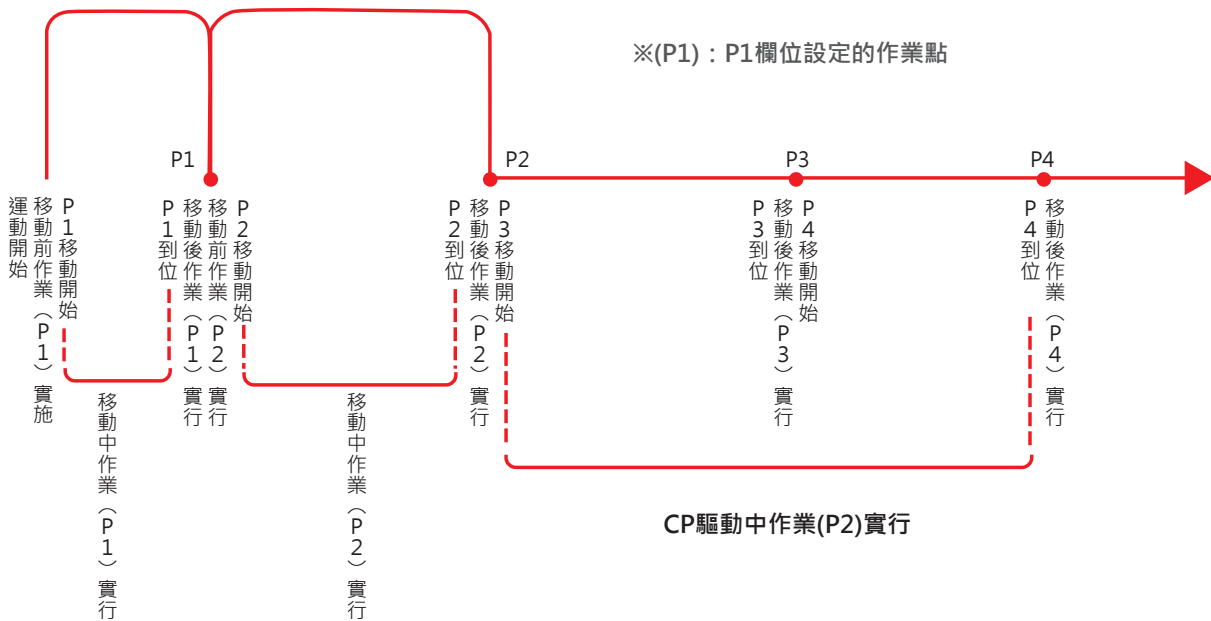 ※(P1)：P1欄位設定的作業點
P1
P2
P3
P4
運動開始
移動前作業（P1）實施
P1移動開始
P1到位
移動後作業（P1）實行
移動前作業（P2）實行
P2移動開始
P2到位
移動後作業（P2）實行
P3移動開始
P3到位
移動後作業（P3）實行
P4移動開始
P4到位
移動後作業（P4）實行
移動中作業（P1）實行
移動中作業（P2）實行
CP驅動中作業(P2)實行